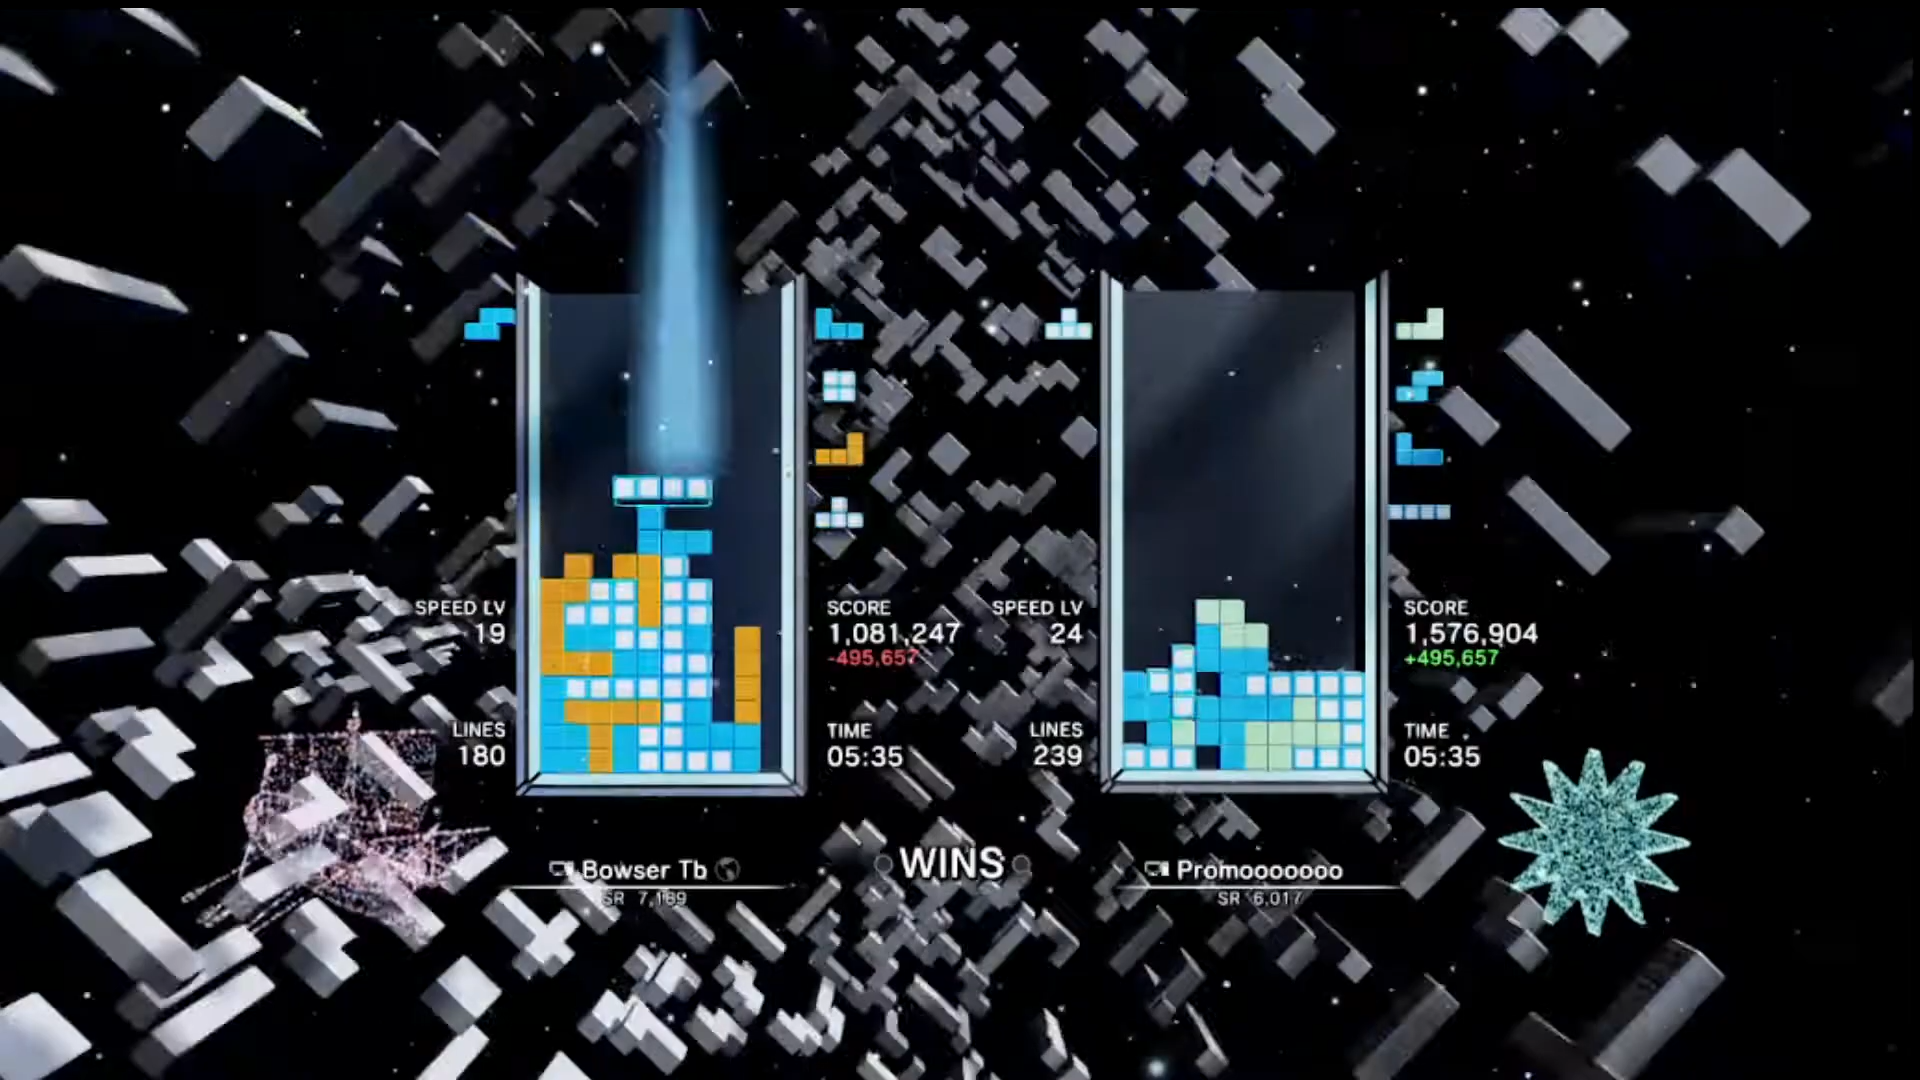 SPEED LV
19
SCORE
1,081,247
-495,657
LINES
180
TIME
05:35
SPEED LV
24
SCORE
1,576,904
+495,657
LINES
239
TIME
05:35
Bowser Tb
SR 7,169
WINS
Promooooooo
SR 6,017